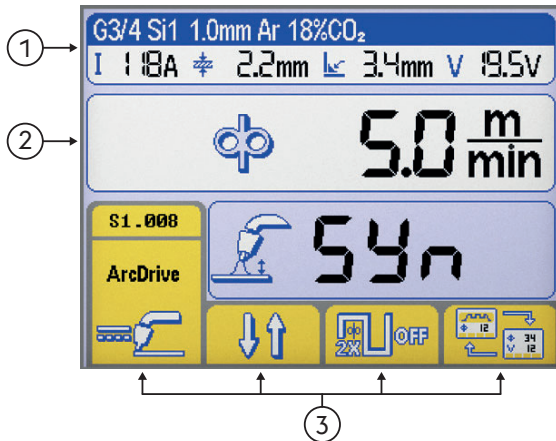 G3/4 Si1 1.0mm Ar 18%CO₂
I 118A 2.2mm 3.4mm V 19.5V
1
2
5.0 m/min
S1.008
ArcDrive
Syn
2X OFF
Φ 12
Φ 34
V 12
3